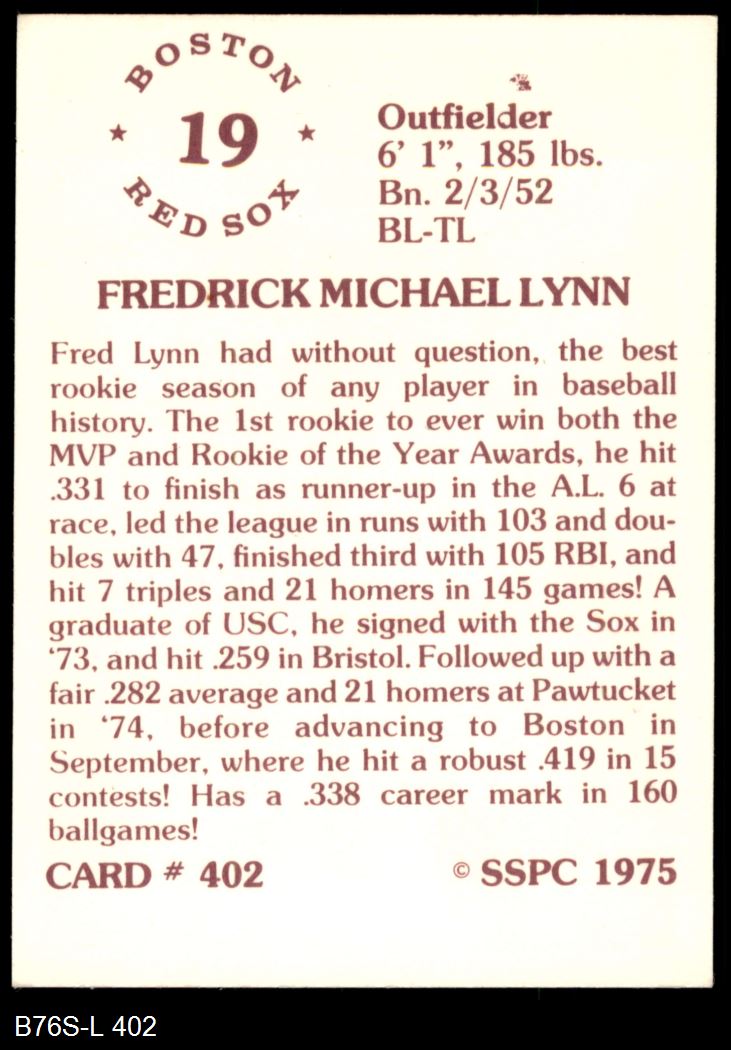 BOSTON
19
RED SOX
Outfielder
6’ 1”, 185 lbs.
Bn. 2/3/52
BL-TL
FREDRICK MICHAEL LYNN
Fred Lynn had without question, the best
rookie season of any player in baseball
history. The 1st rookie to ever win both the
MVP and Rookie of the Year Awards, he hit
.331 to finish as runner-up in the A.L. 6 at
race, led the league in runs with 103 and dou-
bles with 47, finished third with 105 RBI, and
hit 7 triples and 21 homers in 145 games! A
graduate of USC, he signed with the Sox in
‘73, and hit .259 in Bristol. Followed up with a
fair .282 average and 21 homers at Pawtucket
in ‘74, before advancing to Boston in
September, where he hit a robust .419 in 15
contests! Has a .338 career mark in 160
ballgames!
CARD # 402
© SSPC 1975
B76S-L 402